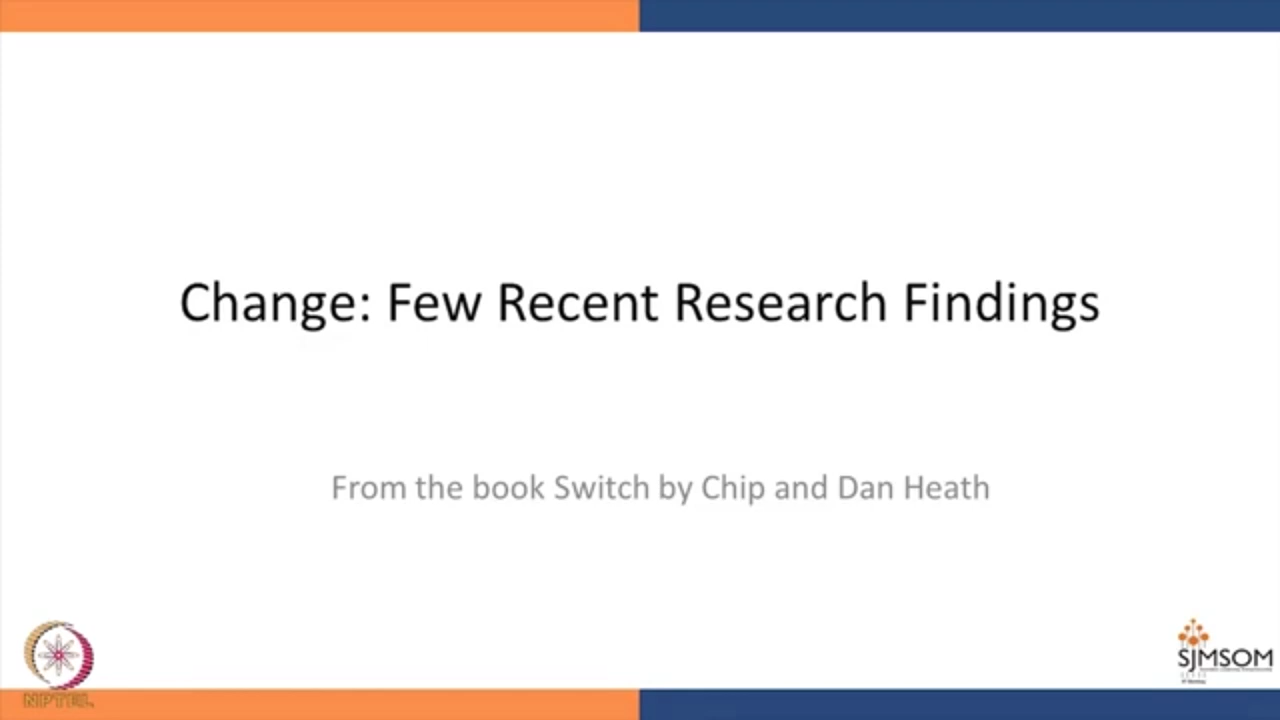 Change: Few Recent Research Findings
From the book Switch by Chip and Dan Heath
NPTEL
SJMSOM